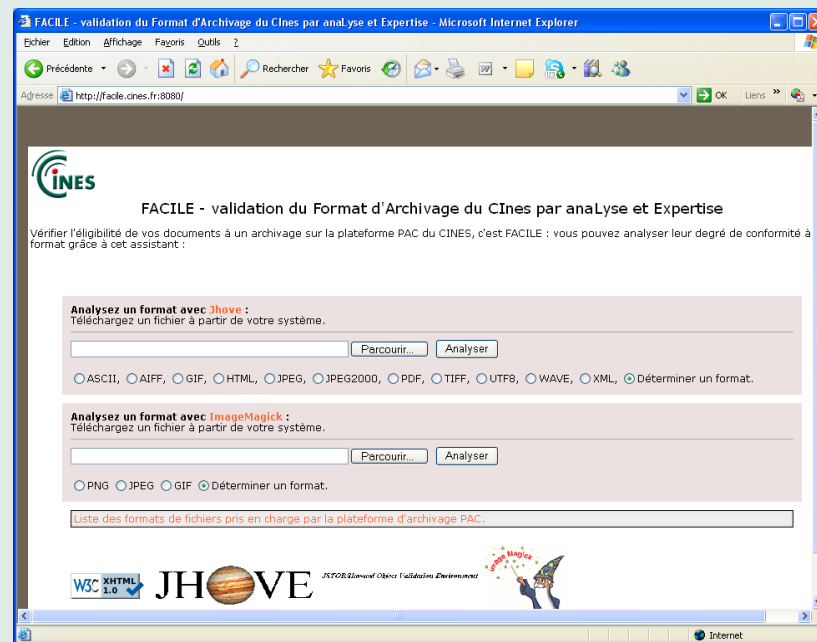 FACILE - validation du Format d'Archivage du CInes par anaLyse et Expertise - Microsoft Internet Explorer
Eichier Edition Affichage Favoris Outils ?
Précédente Rechercher Favoris
Adresse http://facile.cines.fr:8080/ OK Liens »
CINES
FACILE - validation du Format d'Archivage du CInes par anaLyse et Expertise
Vérifier l'éligibilité de vos documents à un archivage sur la plateforme PAC du CINES, c'est FACILE : vous pouvez analyser leur degré de conformité à
format grâce à cet assistant :
Analysez un format avec Jhove :
Téléchargez un fichier à partir de votre système.
Parcourir... Analyser
ASCII, AIFF, GIF, HTML, JPEG, JPEG2000, PDF, TIFF, UTF8, WAVE, XML, Déterminer un format.
Analysez un format avec ImageMagick :
Téléchargez un fichier à partir de votre système.
Parcourir... Analyser
PNG JPEG GIF Déterminer un format.
Liste des formats de fichiers pris en charge par la plateforme d'archivage PAC.
W3C XHTML 1.0
JHOVE
JSTOR/Harvard Object Validation Environment
Image Magick
Internet